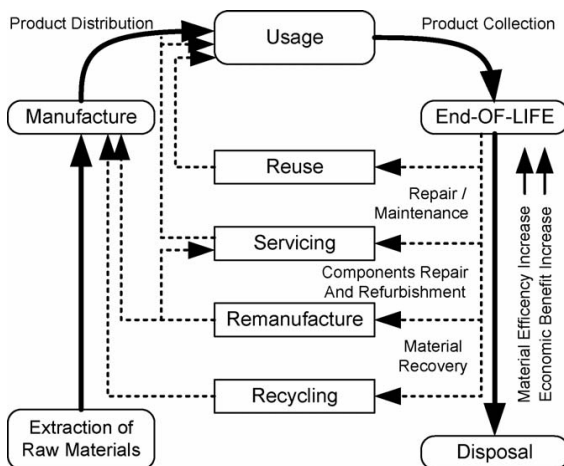 Product Distribution
Usage
Product Collection
Manufacture
End-OF-LIFE
Reuse
Repair /
Maintenance
Servicing
Components Repair
And Refurbishment
Remanufacture
Material
Recovery
Recycling
Material Efficency Increase
Economic Benefit Increase
Extraction of
Raw Materials
Disposal